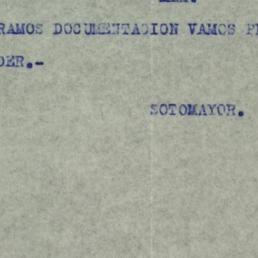 RAMOS DOCUMENTACION VAMOS
DER.-
SOTOMAYOR.